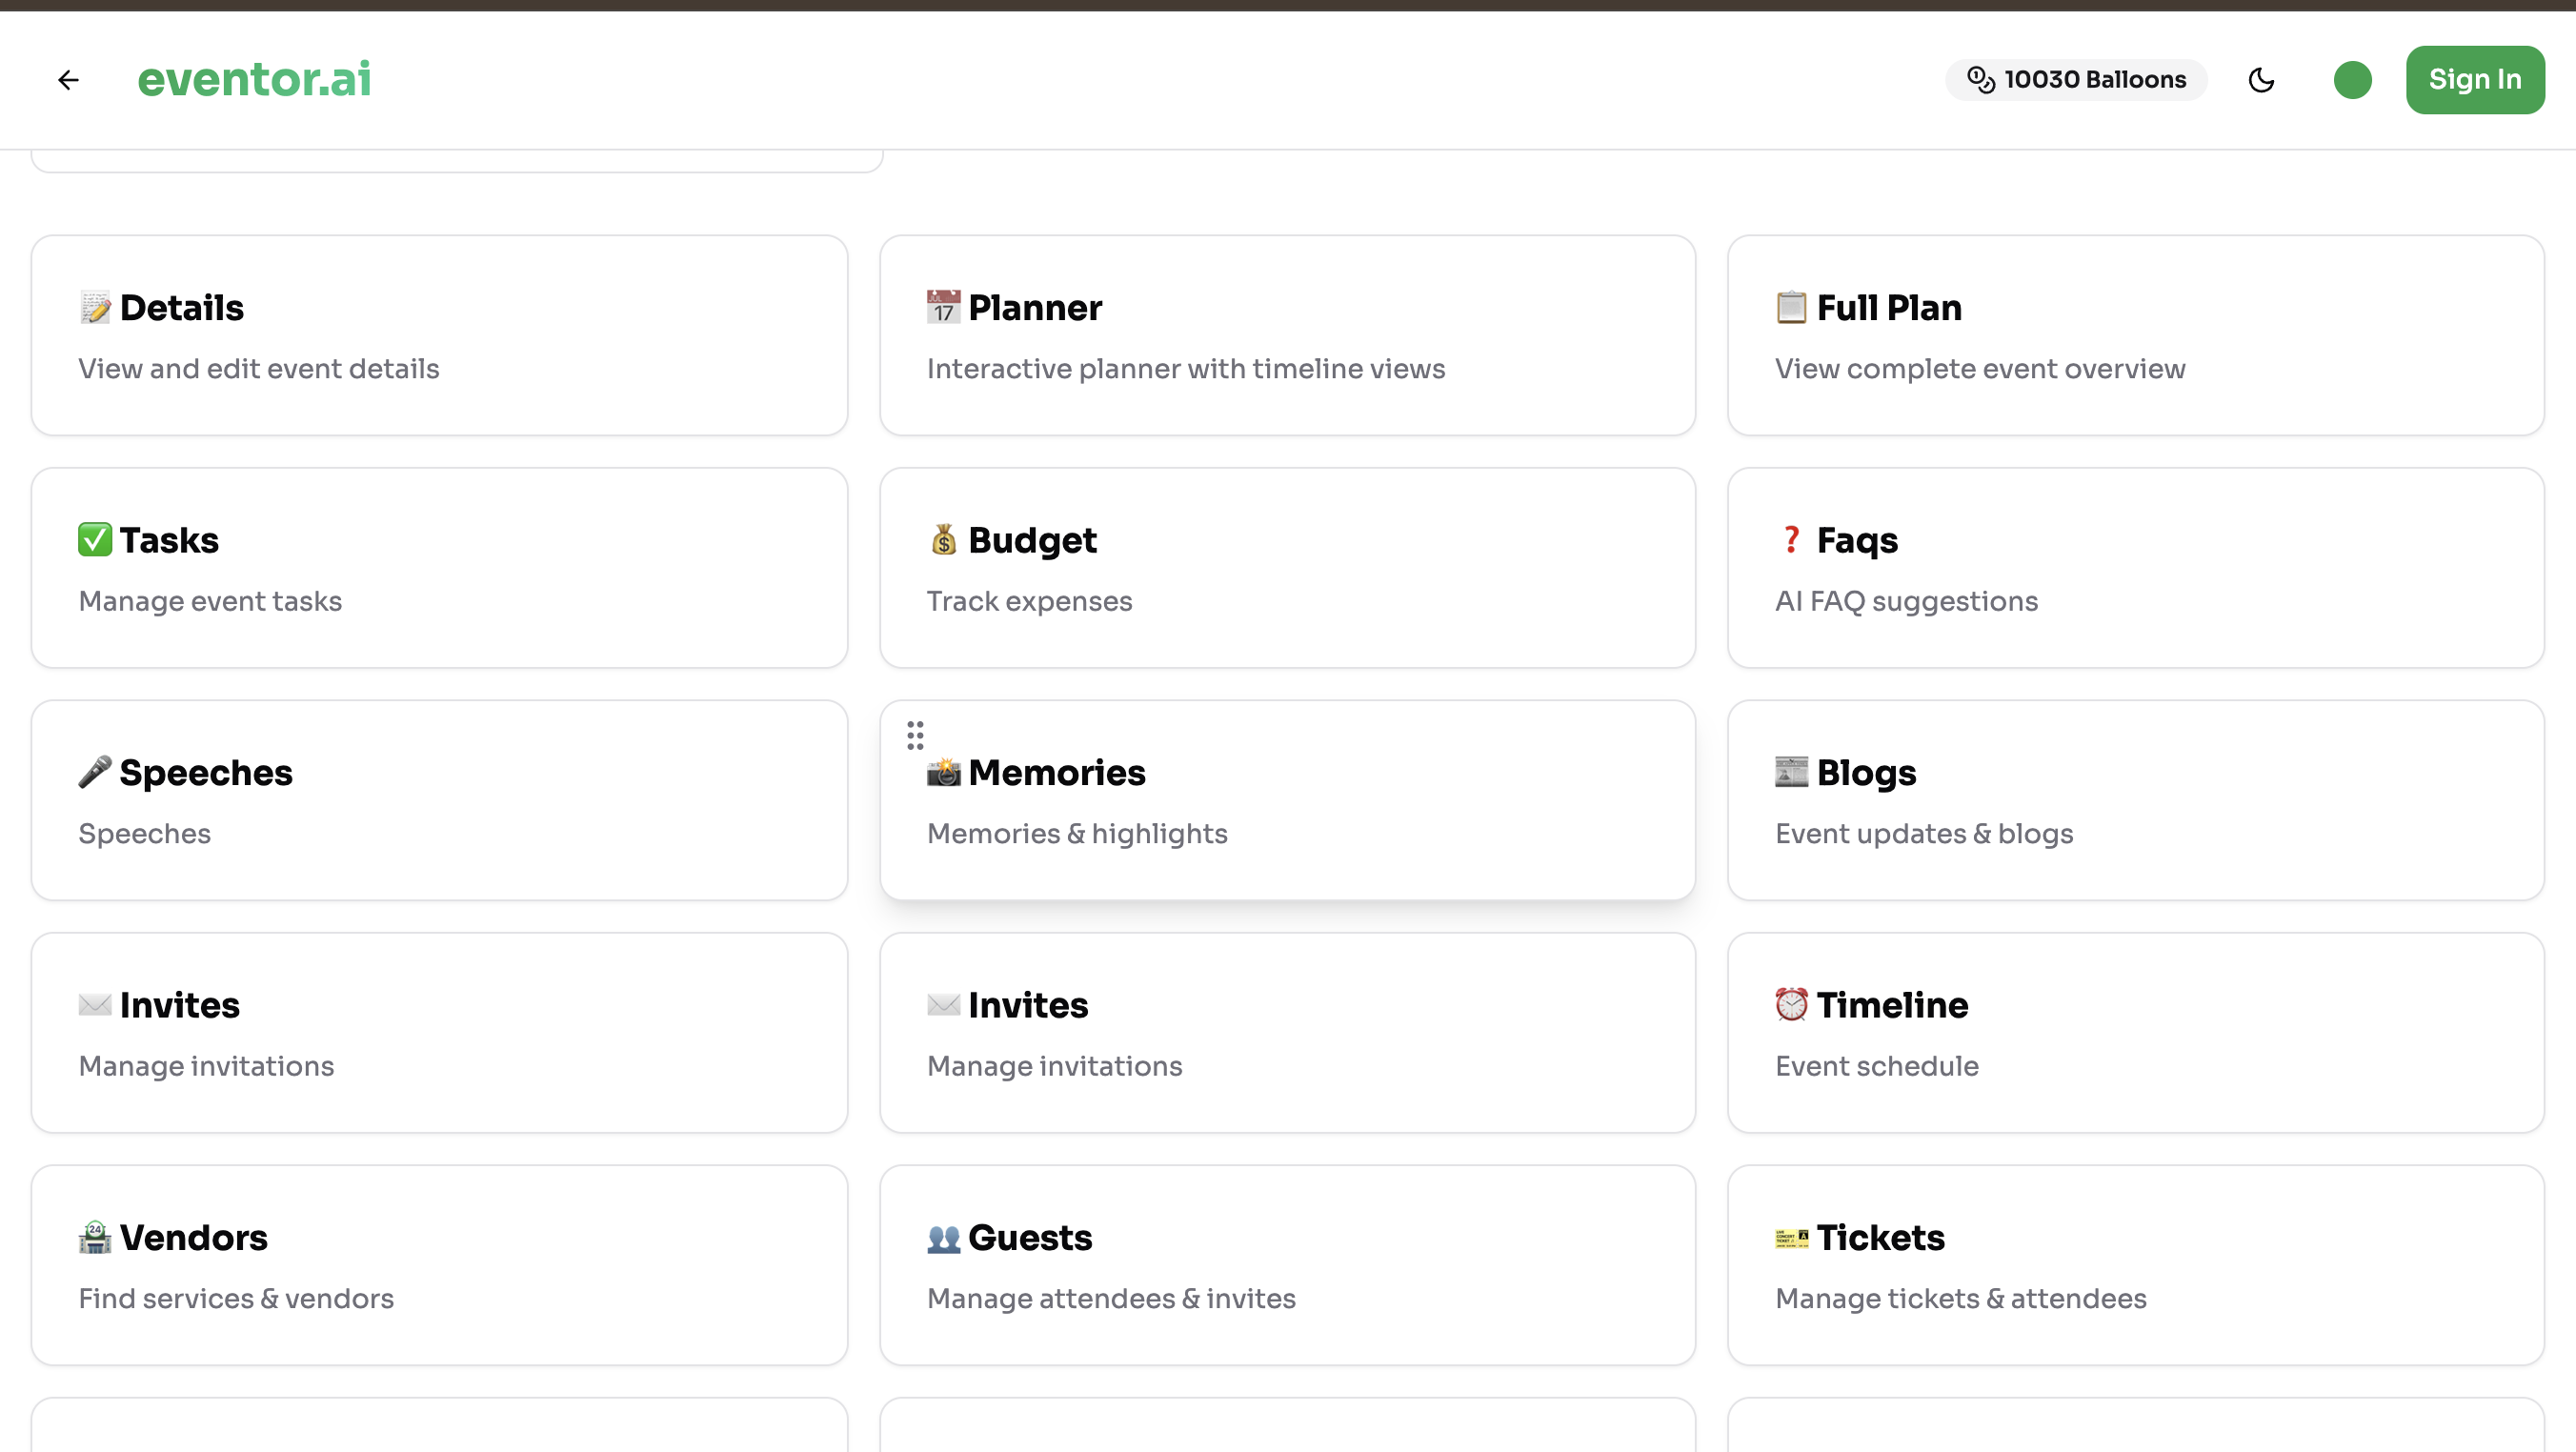 eventor.ai
10030 Balloons
Sign In
Details
View and edit event details
Planner
Interactive planner with timeline views
Full Plan
View complete event overview
Tasks
Manage event tasks
Budget
Track expenses
Faqs
AI FAQ suggestions
Speeches
Speeches
Memories
Memories & highlights
Blogs
Event updates & blogs
Invites
Manage invitations
Invites
Manage invitations
Timeline
Event schedule
Vendors
Find services & vendors
Guests
Manage attendees & invites
Tickets
Manage tickets & attendees